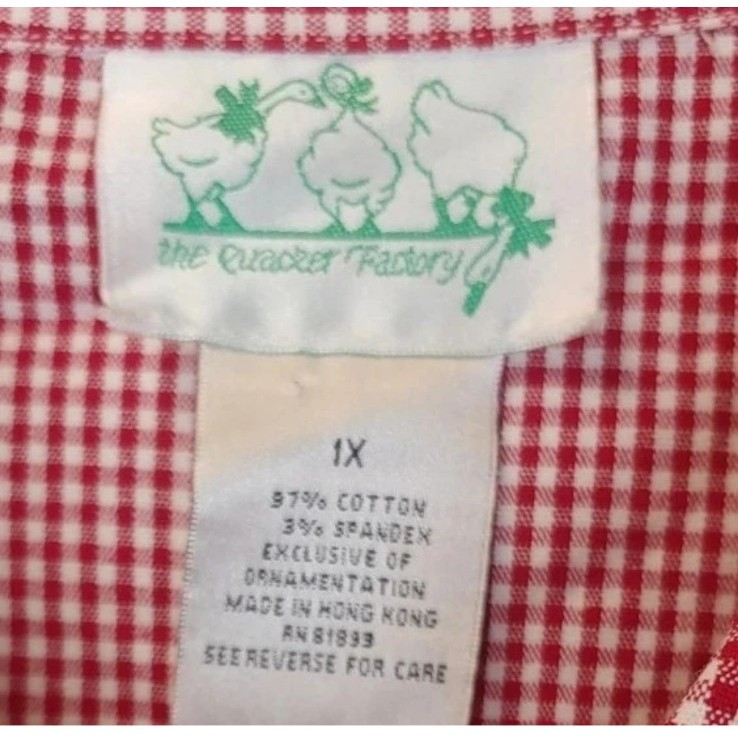 the Quacker Factory
1X
97% COTTON
3% SPANDEX
EXCLUSIVE OF
ORNAMENTATION
MADE IN HONG KONG
RN 81899
SEE REVERSE FOR CARE